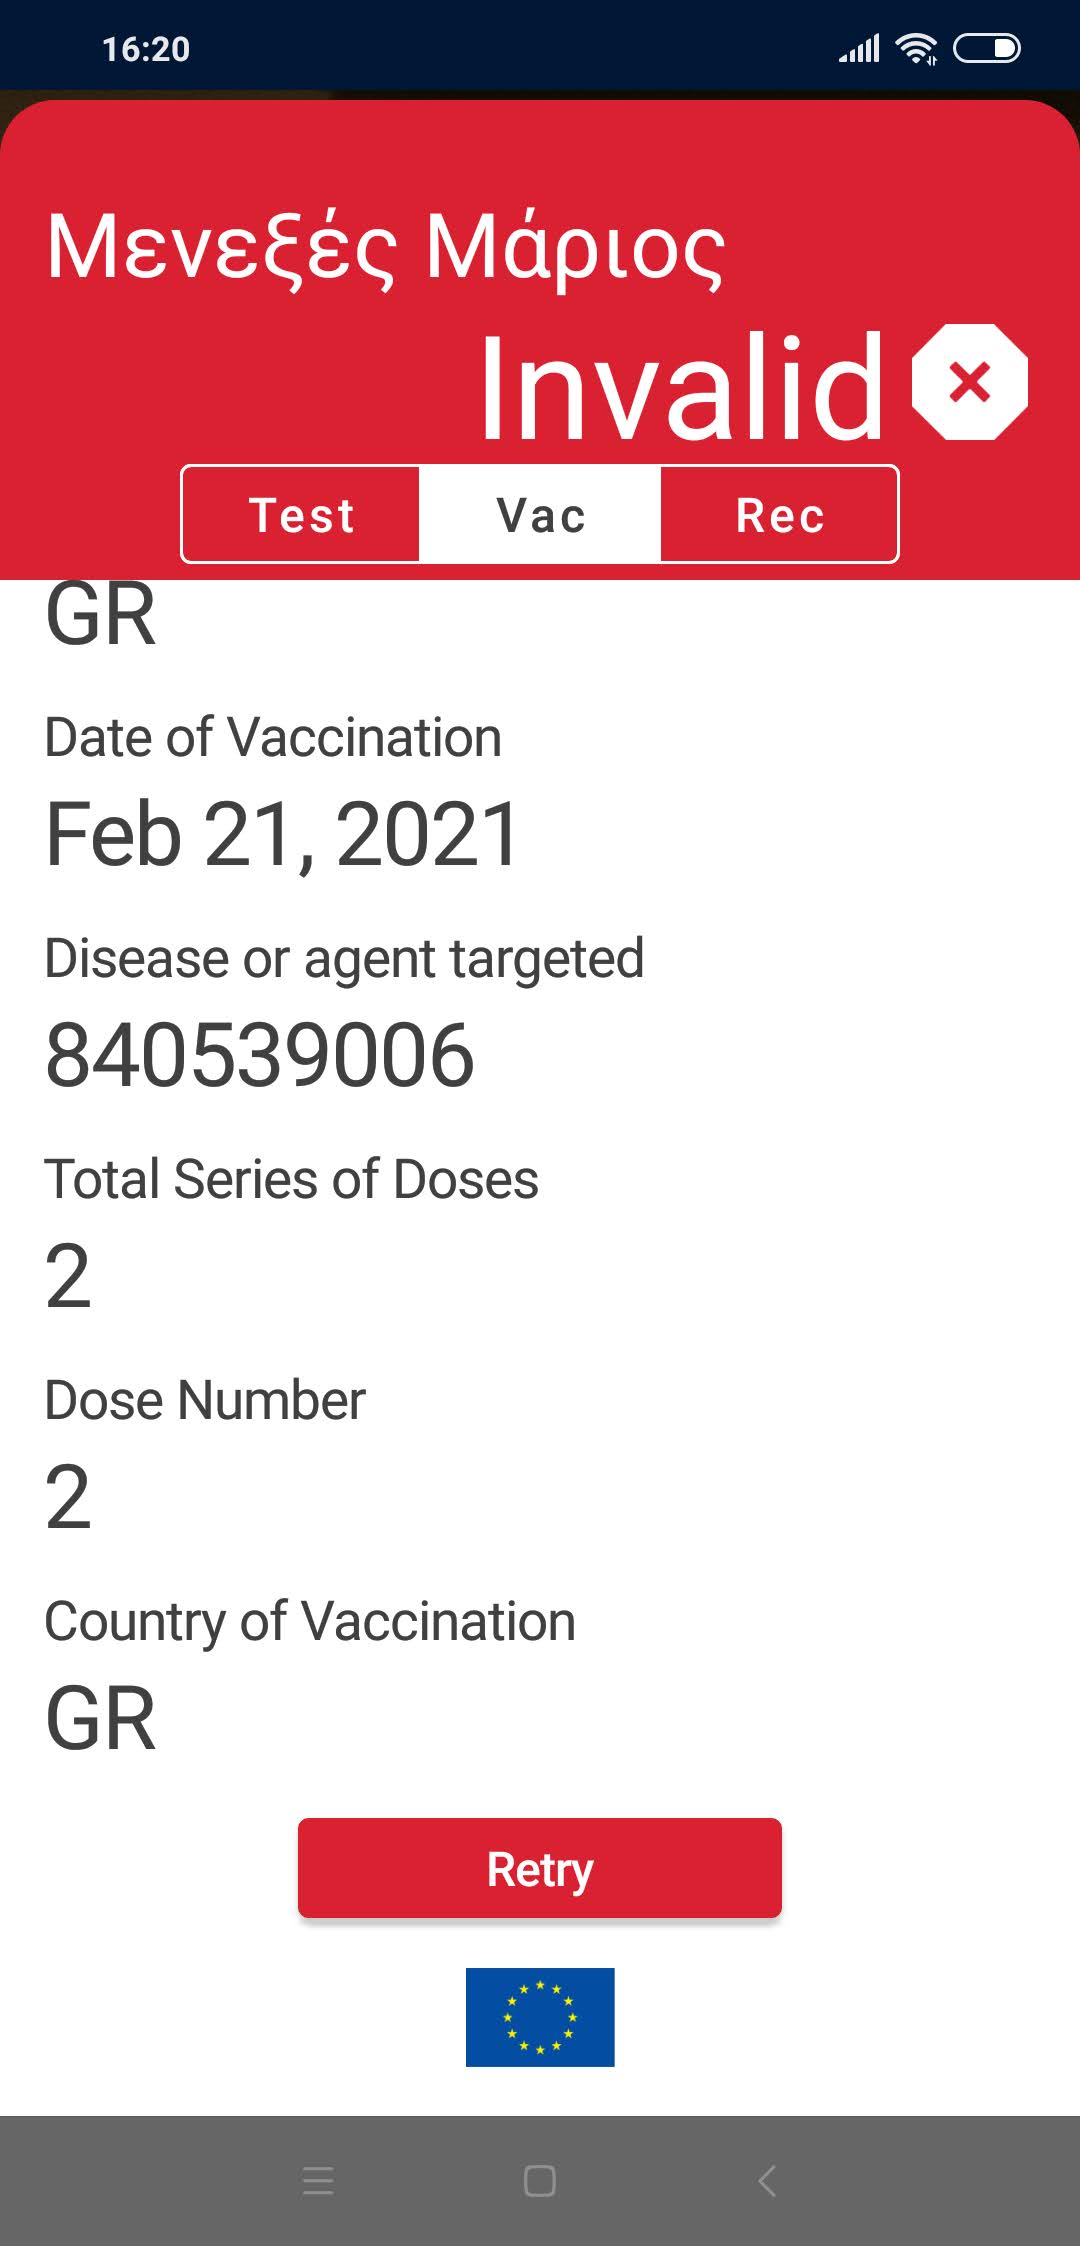 16:20
Μενεξές Μάριος
Invalid
Test Vac Rec
GR
Date of Vaccination
Feb 21, 2021
Disease or agent targeted
840539006
Total Series of Doses
2
Dose Number
2
Country of Vaccination
GR
Retry